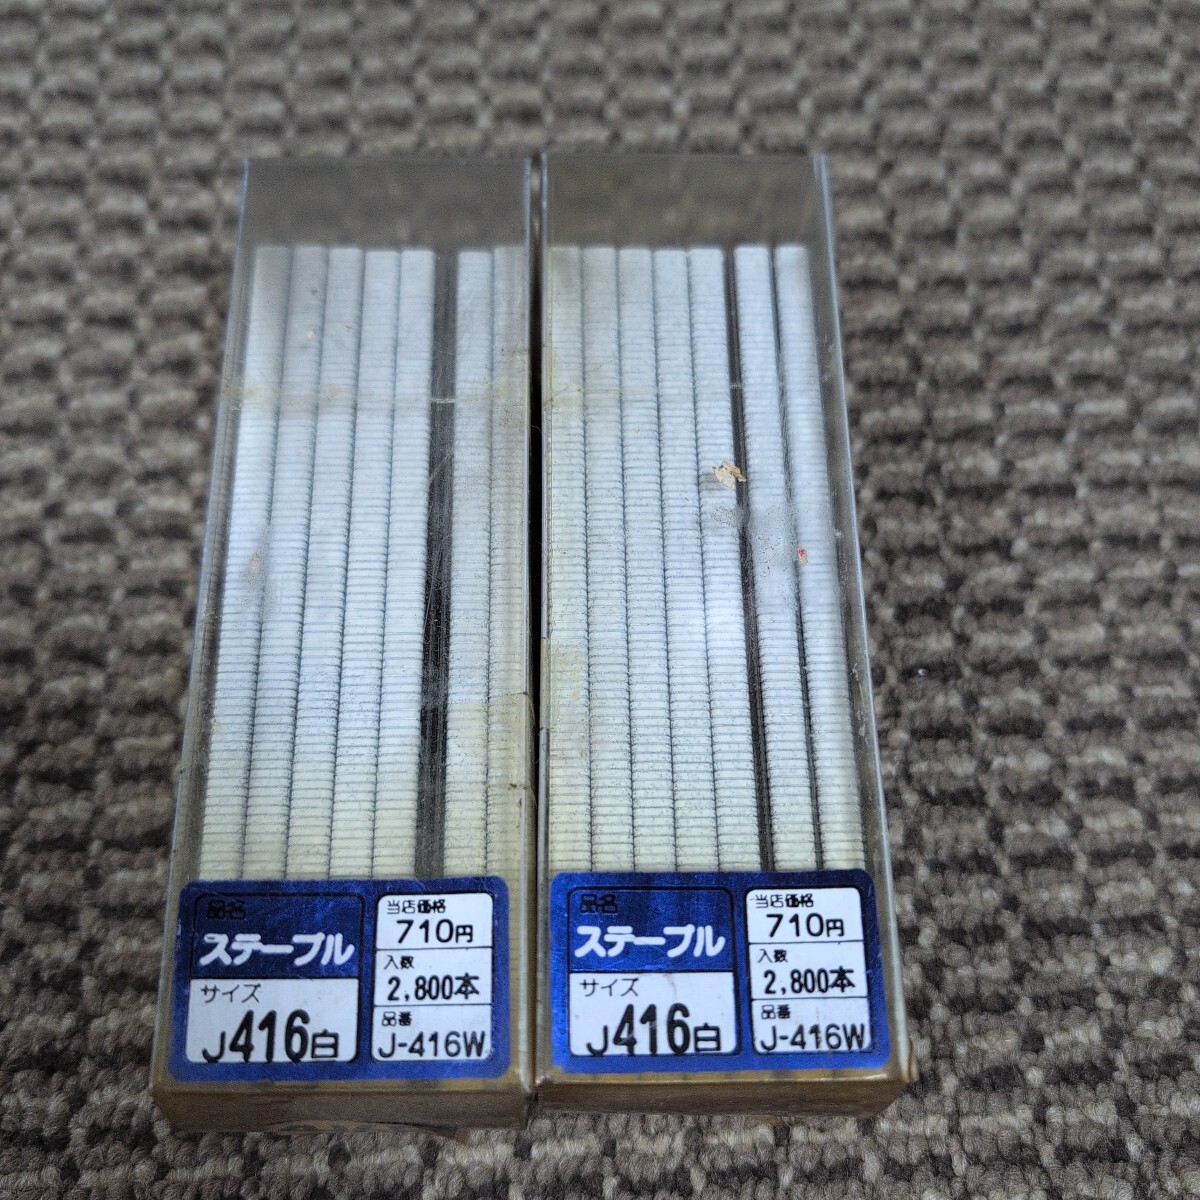 品名
ステーブル
サイズ
J416白
当店価格
710円
入数
2,800本
品番
J-416W
品名
ステーブル
サイズ
J416白
当店価格
710円
入数
2,800本
品番
J-416W